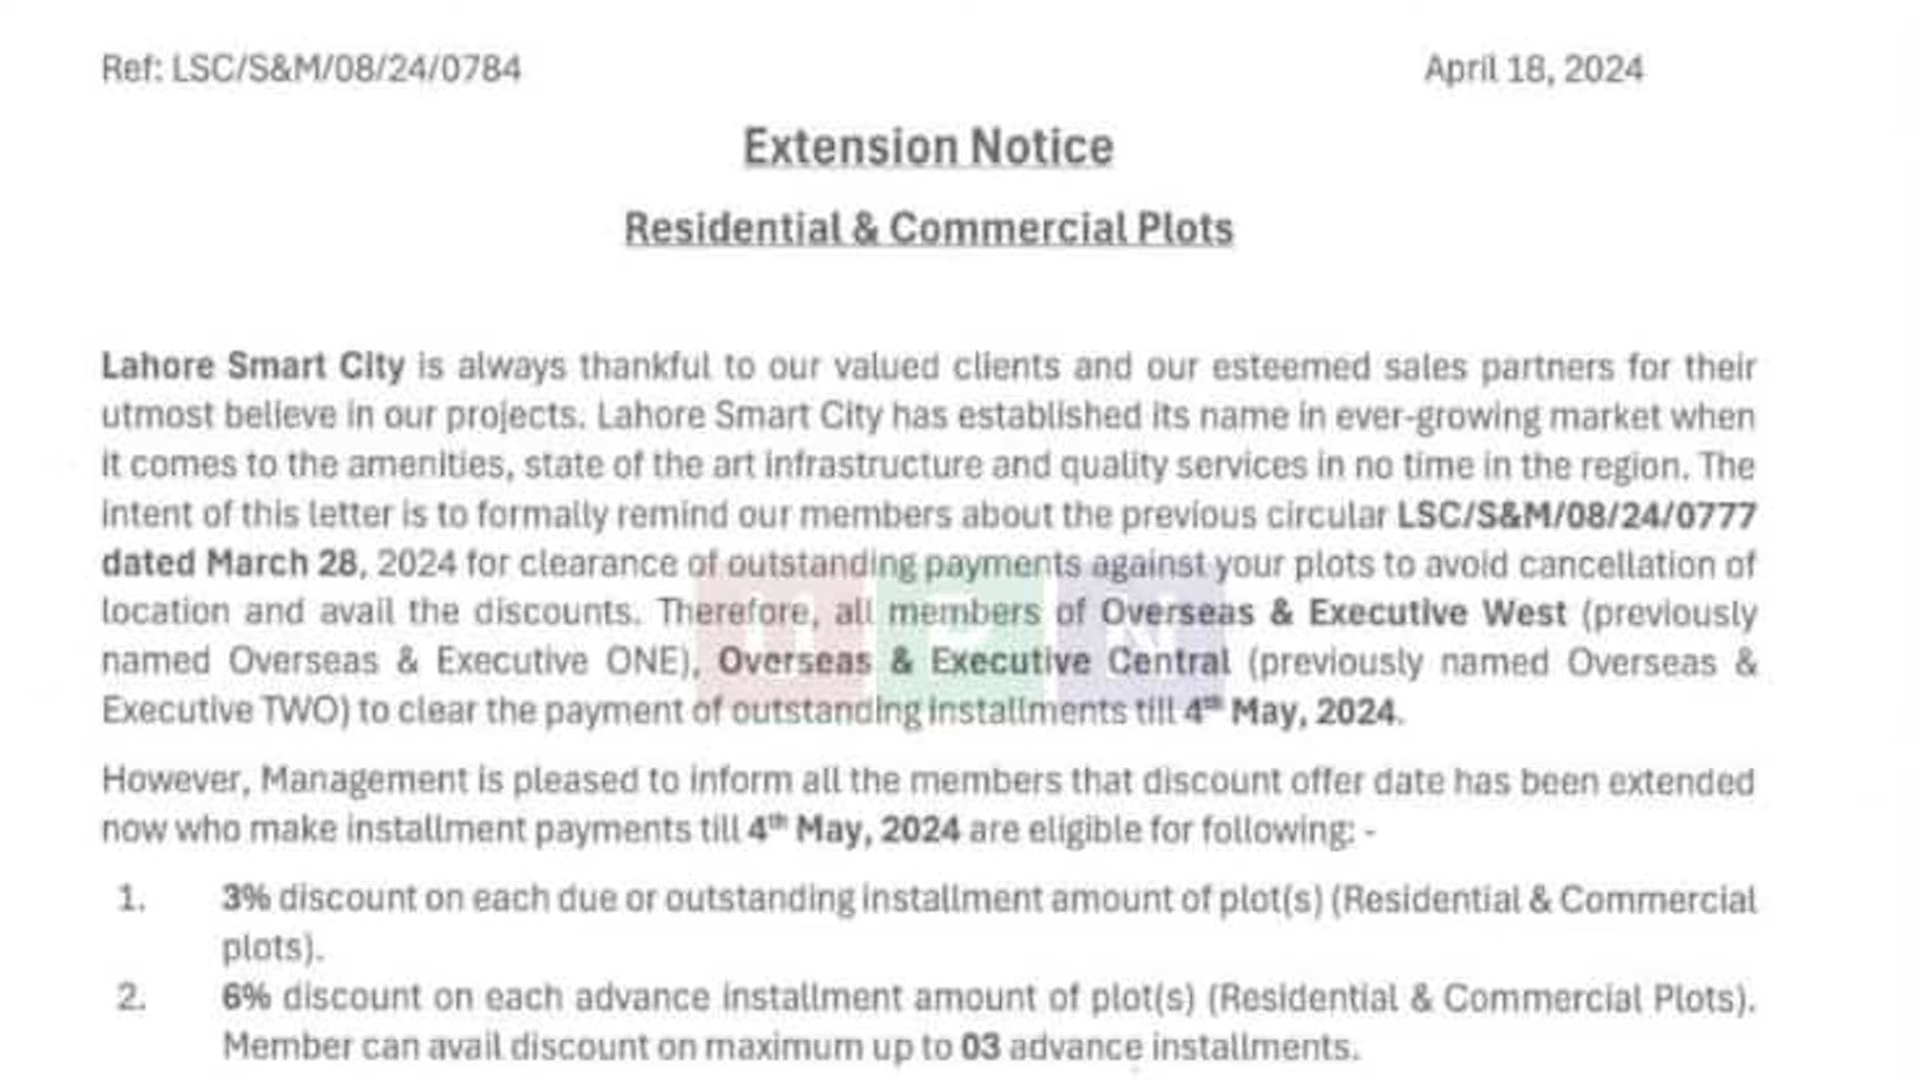 Ref: LSC/S&M/08/24/0784 April 18, 2024
Extension Notice
Residential & Commercial Plots
Lahore Smart City is always thankful to our valued clients and our esteemed sales partners for their
utmost believe in our projects. Lahore Smart City has established its name in ever-growing market when
it comes to the amenities, state of the art infrastructure and quality services in no time in the region. The
intent of this letter is to formally remind our members about the previous circular LSC/S&M/08/24/0777
dated March 28, 2024 for clearance of outstanding payments against your plots to avoid cancellation of
location and avail the discounts. Therefore, all members of Overseas & Executive West (previously
named Overseas & Executive ONE), Overseas & Executive Central (previously named Overseas &
Executive TWO) to clear the payment of outstanding installments till 4th May, 2024.
However, Management is pleased to inform all the members that discount offer date has been extended
now who make installment payments till 4th May, 2024 are eligible for following: -
1. 3% discount on each due or outstanding installment amount of plot(s) (Residential & Commercial
plots).
2. 6% discount on each advance installment amount of plot(s) (Residential & Commercial Plots).
Member can avail discount on maximum up to 03 advance installments.